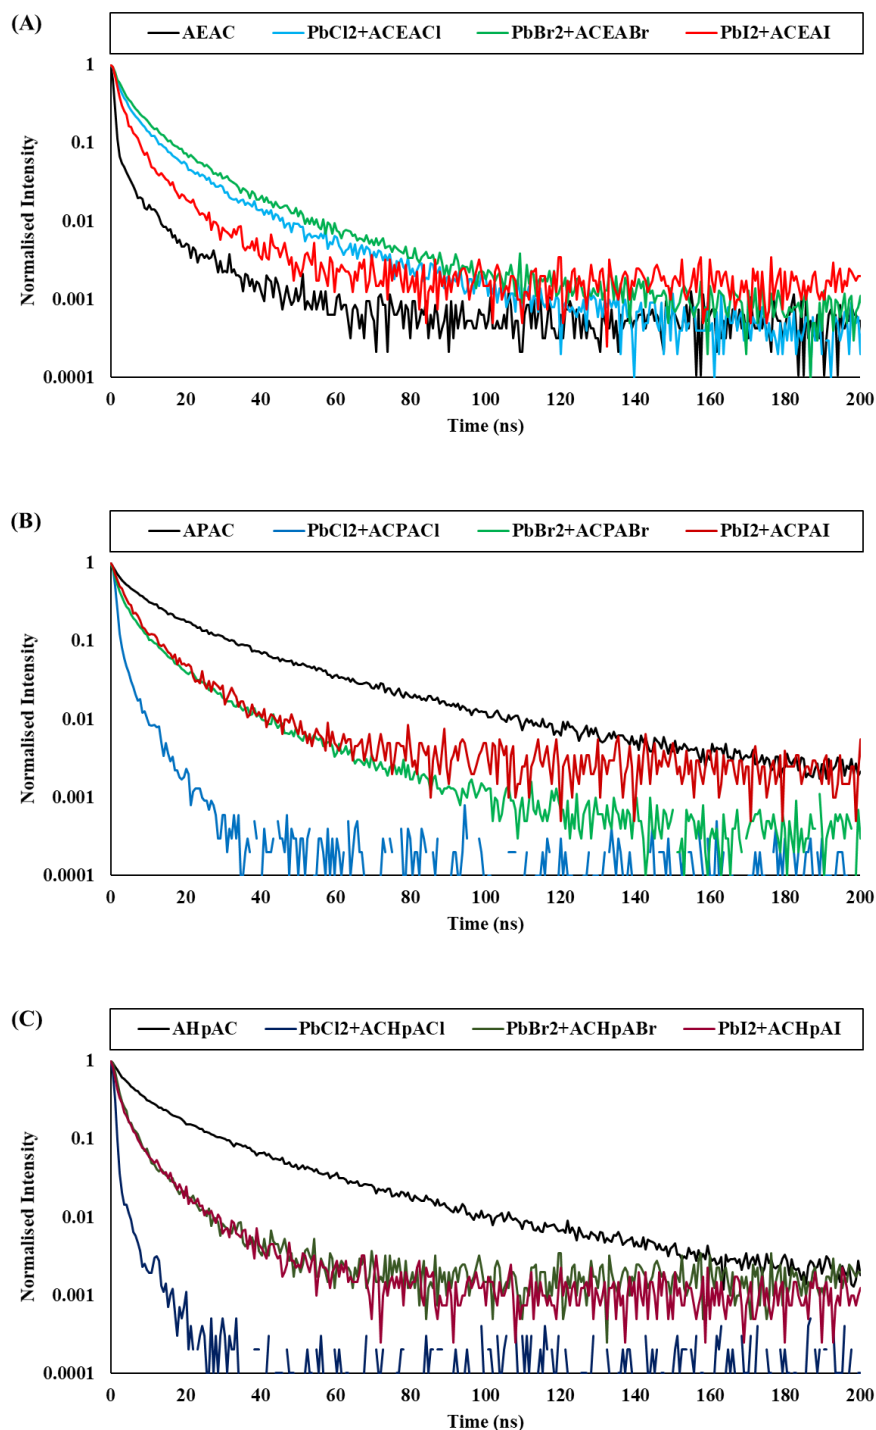 (A)
AEAC PbCl2+ACEACl PbBr2+ACEABr PbI2+ACEAI
1
0.1
0.01
0.001
0.0001
Normalised Intensity
0 20 40 60 80 100 120 140 160 180 200
Time (ns)
(B)
APAC PbCl2+ACPACl PbBr2+ACPABr PbI2+ACPAI
1
0.1
0.01
0.001
0.0001
Normalised Intensity
0 20 40 60 80 100 120 140 160 180 200
Time (ns)
(C)
AHpAC PbCl2+ACHpACl PbBr2+ACHpABr PbI2+ACHpAI
1
0.1
0.01
0.001
0.0001
Normalised Intensity
0 20 40 60 80 100 120 140 160 180 200
Time (ns)